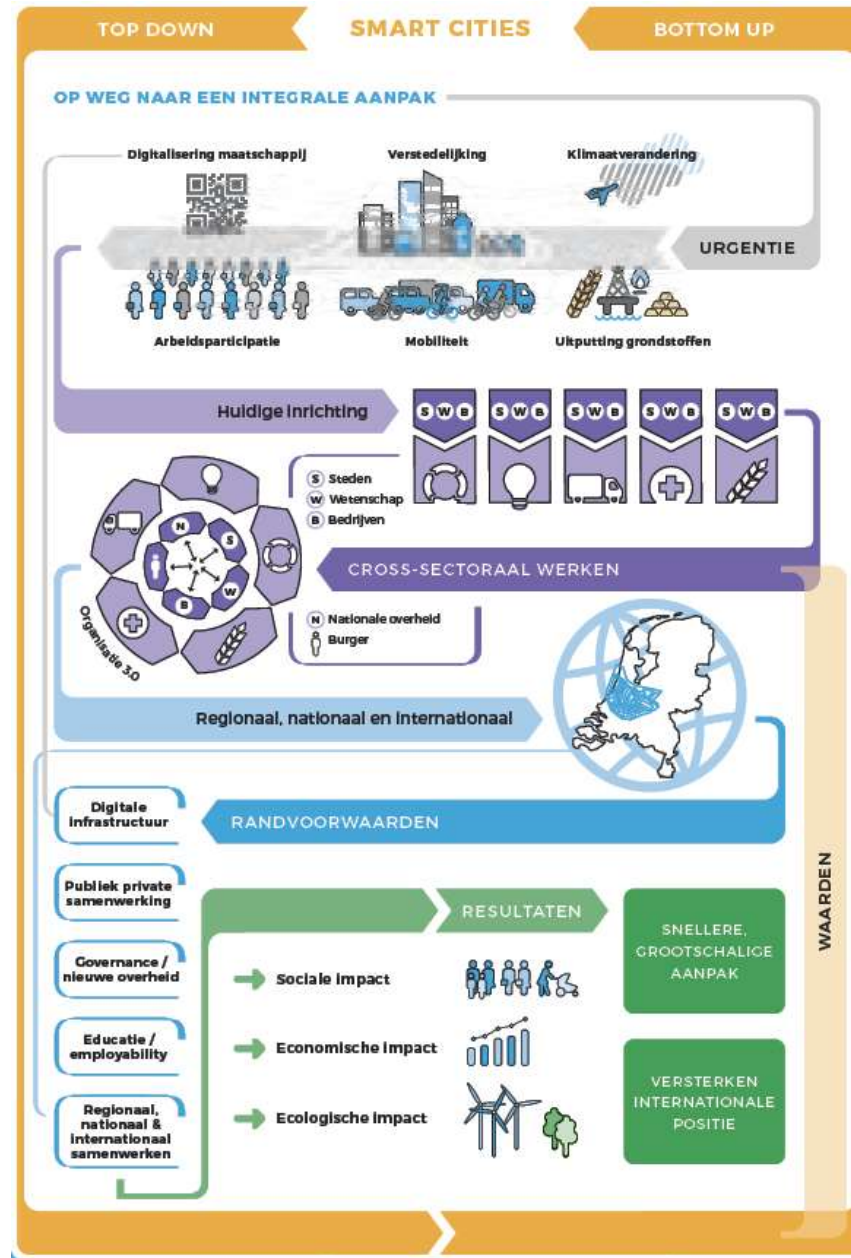 TOP DOWN
SMART CITIES
BOTTOM UP
OP WEG NAAR EEN INTEGRALE AANPAK
Digitalisering maatschappij
Verstedelijking
Klimaatverandering
URGENTIE
Arbeidsparticipatie
Mobiliteit
Uitputting grondstoffen
Huidige inrichting
S W B
S W B
S W B
S W B
S W B
S Steden
W Wetenschap
B Bedrijven
N
S
W
B
CROSS-SECTORAAL WERKEN
N Nationale overheid
Burger
Organisatie 3.0
Regionaal, nationaal en internationaal
Digitale
infrastructuur
RANDVOORWAARDEN
WAARDEN
Publiek private
samenwerking
Governance /
nieuwe overheid
Educatie /
employability
Regionaal,
nationaal &
internationaal
samenwerken
RESULTATEN
Sociale impact
Economische impact
Ecologische impact
SNELLERE,
GROOTSCHALIGE
AANPAK
VERSTERKEN
INTERNATIONALE
POSITIE